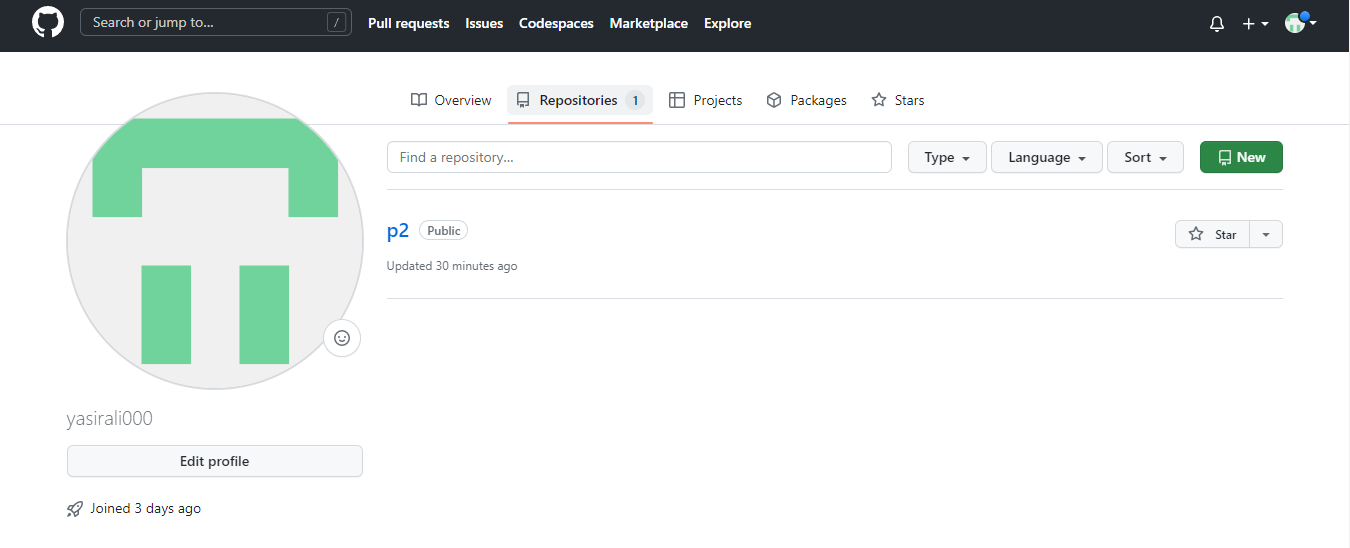 Search or jump to... / Pull requests Issues Codespaces Marketplace Explore
Overview Repositories 1 Projects Packages Stars
Find a repository... Type Language Sort New
p2 Public Star
Updated 30 minutes ago
yasirali000
Edit profile
Joined 3 days ago